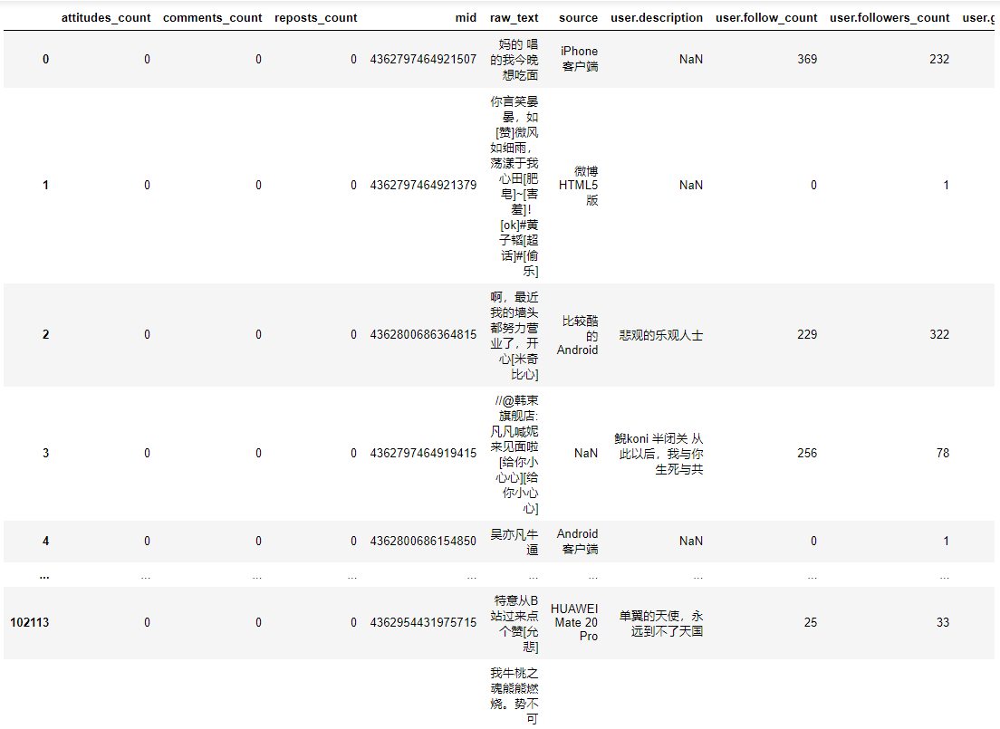 attitudes_count comments_count reposts_count mid raw_text source user.description user.follow_count user.followers_count user.g
0 0 0 0 4362797464921507 妈的 唱的我今晚想吃面 iPhone客户端 NaN 369 232
1 0 0 0 4362797464921379 你言笑晏晏，如[赞]微风如细雨，荡漾于我心田[肥皂]~[害羞]！[ok]#黄子韬[超话]#[偷乐] 微博HTML5版 NaN 0 1
2 0 0 0 4362800686364815 啊，最近我的墙头都努力营业了，开心[米奇比心] 比较酷的Android 悲观的乐观人士 229 322
3 0 0 0 4362797464919415 //@韩束旗舰店:凡凡喊妮来见面啦[给你小心心][给你小心心] NaN 鲵koni 半闭关 从此以后，我与你生死与共 256 78
4 0 0 0 4362800686154850 吴亦凡牛逼 Android客户端 NaN 0 1
... ... ... ... ... ... ... ... ... ...
102113 0 0 0 4362954431975715 特意从B站过来点个赞[允悲] HUAWEI Mate 20 Pro 单翼的天使，永远到不了天国 25 33
我牛桃之魂熊熊燃烧。势不可